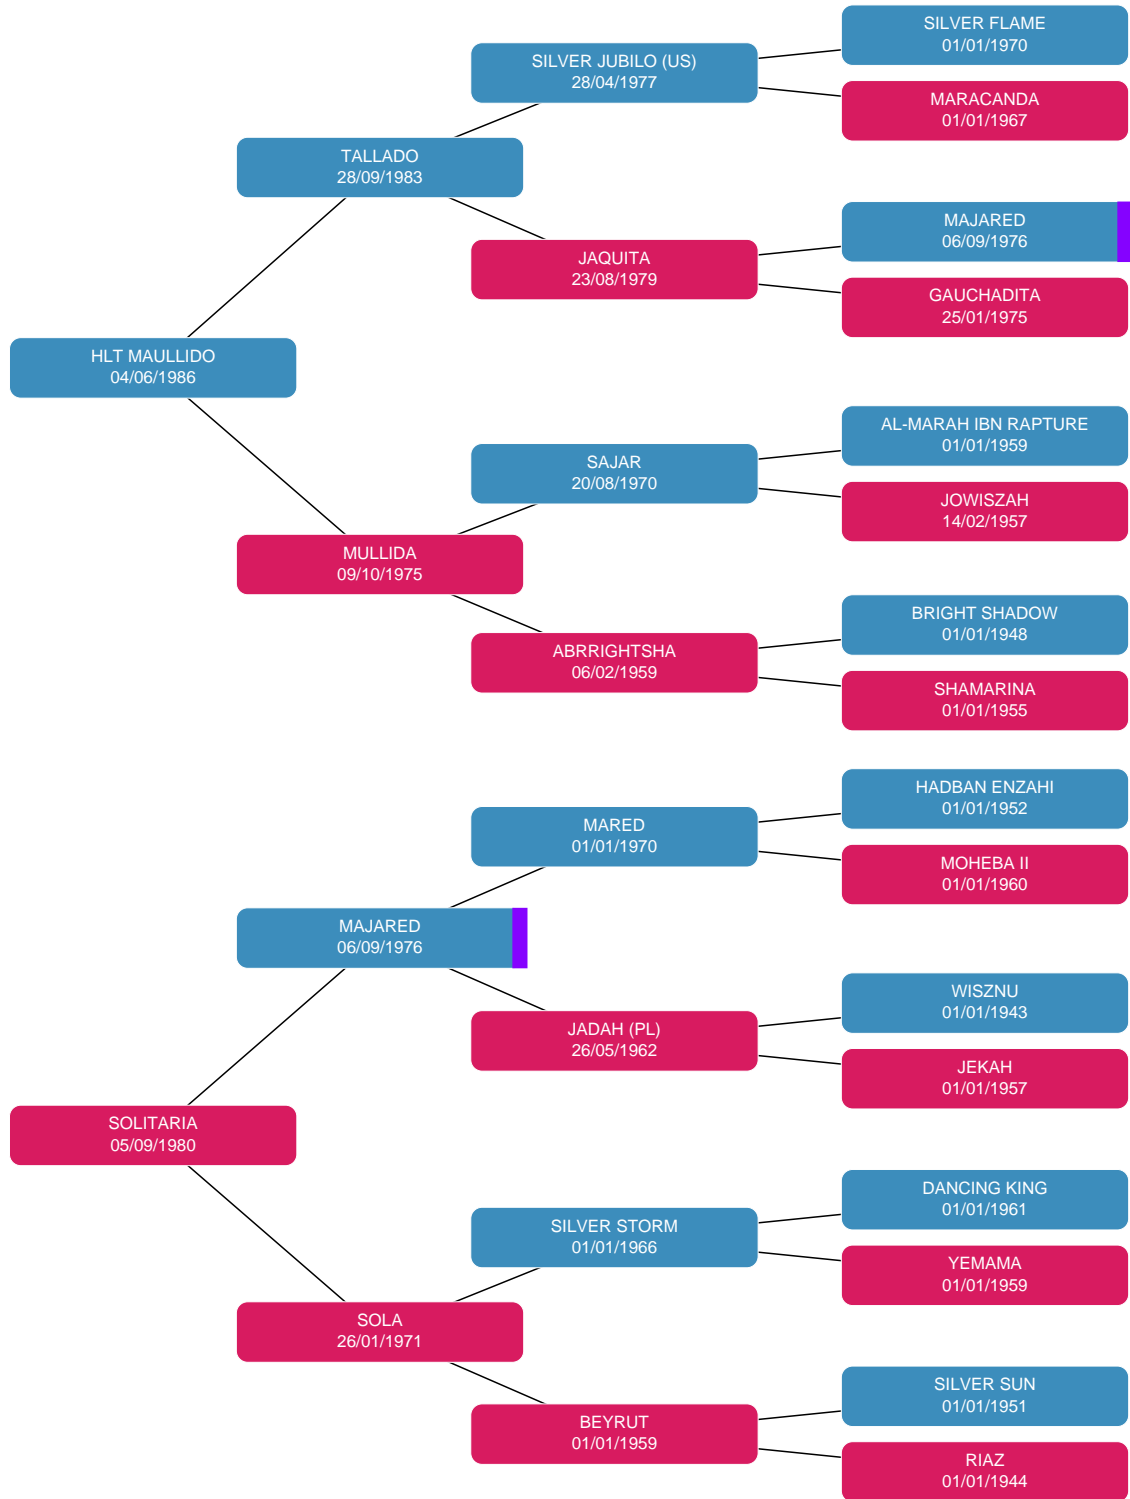 SILVER FLAME
01/01/1970
SILVER JUBILO (US)
28/04/1977
MARACANDA
01/01/1967
TALLADO
28/09/1983
MAJARED
06/09/1976
JAQUITA
23/08/1979
GAUCHADITA
25/01/1975
HLT MAULLIDO
04/06/1986
AL-MARAH IBN RAPTURE
01/01/1959
SAJAR
20/08/1970
JOWISZAH
14/02/1957
MULLIDA
09/10/1975
BRIGHT SHADOW
01/01/1948
ABRRIGHTSHA
06/02/1959
SHAMARINA
01/01/1955
HADBAN ENZAHI
01/01/1952
MARED
01/01/1970
MOHEBA II
01/01/1960
MAJARED
06/09/1976
WISZNU
01/01/1943
JADAH (PL)
26/05/1962
JEKAH
01/01/1957
SOLITARIA
05/09/1980
DANCING KING
01/01/1961
SILVER STORM
01/01/1966
YEMAMA
01/01/1959
SOLA
26/01/1971
SILVER SUN
01/01/1951
BEYRUT
01/01/1959
RIAZ
01/01/1944